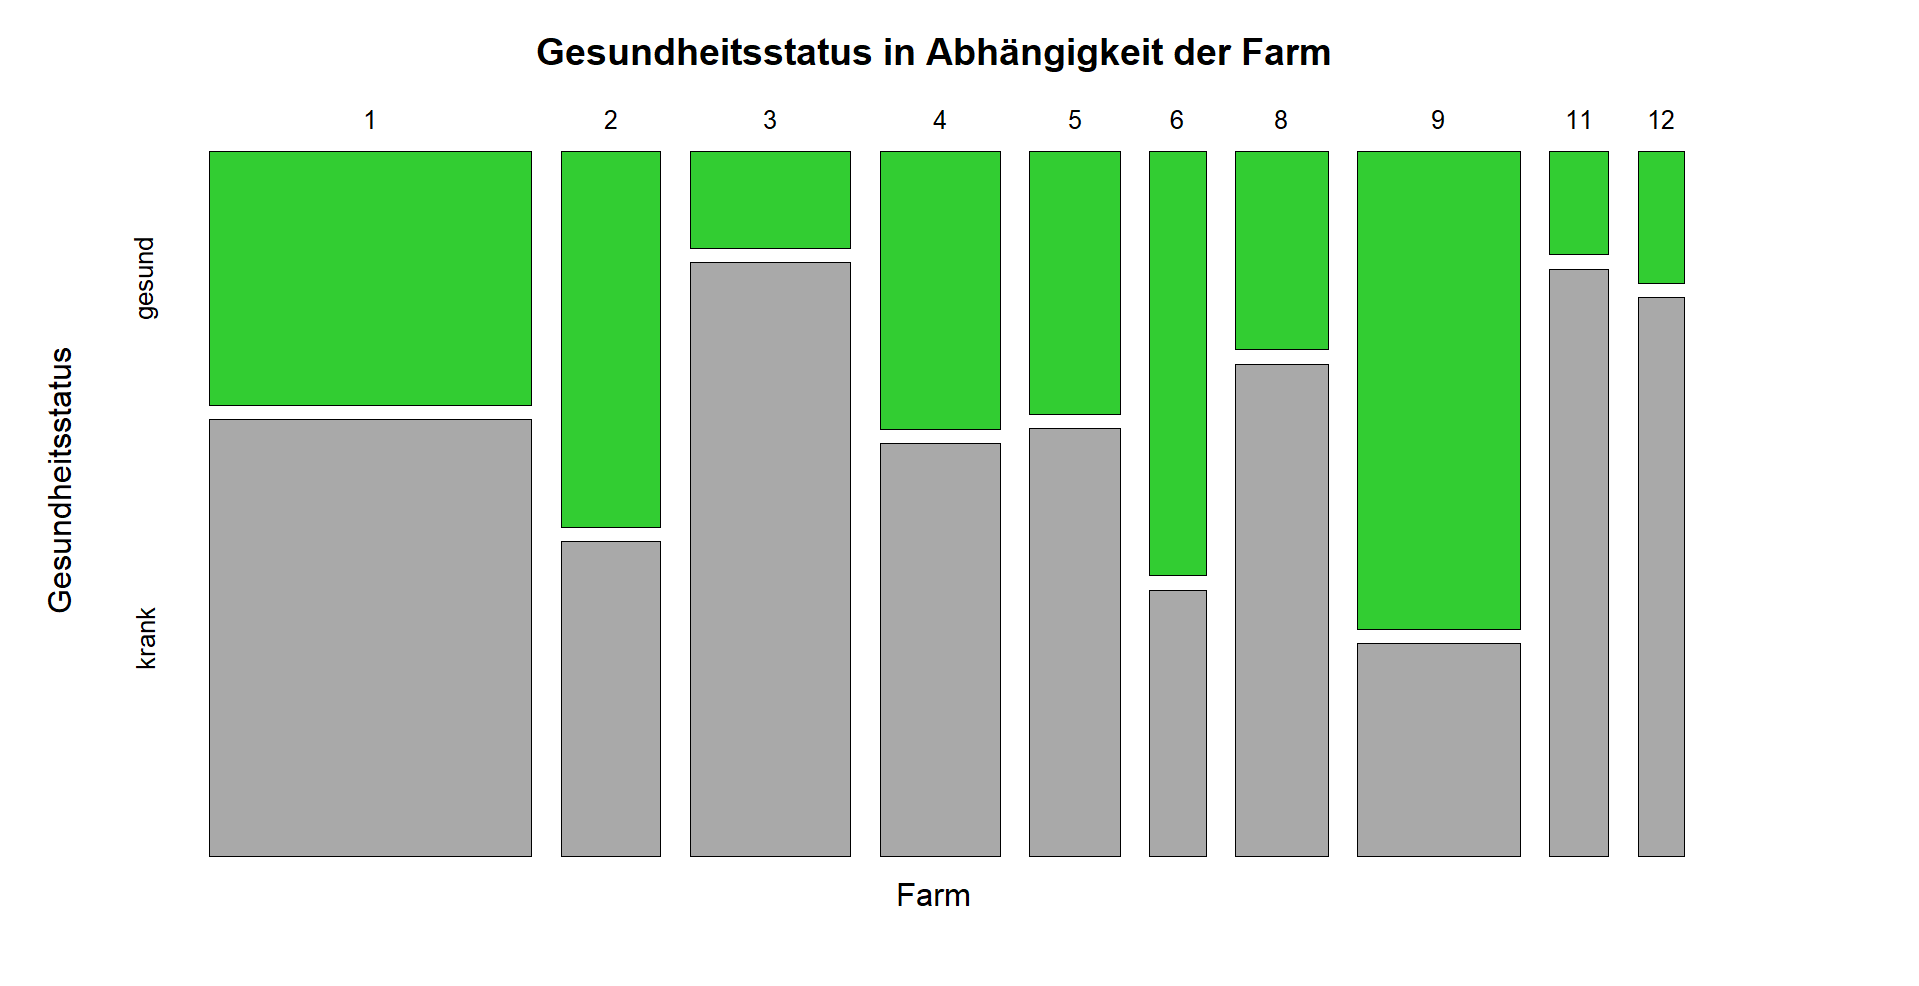 Gesundheitsstatus in Abhängigkeit der Farm
1 2 3 4 5 6 8 9 11 12
gesund
krank
Gesundheitsstatus
Farm